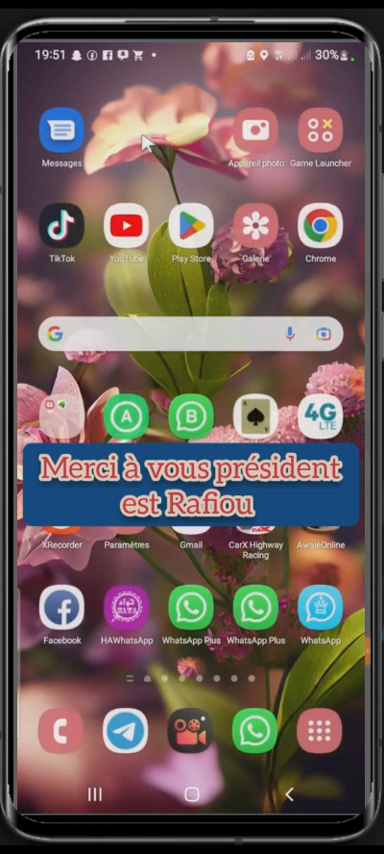 19:51
30%
Messages
Appareil photo
Game Launcher
TikTok
YouTube
Play Store
Galerie
Chrome
A
B
4G
LTE
Merci à vous président
est Rafiou
XRecorder
Paramètres
Gmail
CarX Highway
Racing
AwaleOnline
Facebook
HAWhatsApp
WhatsApp Plus
WhatsApp Plus
WhatsApp